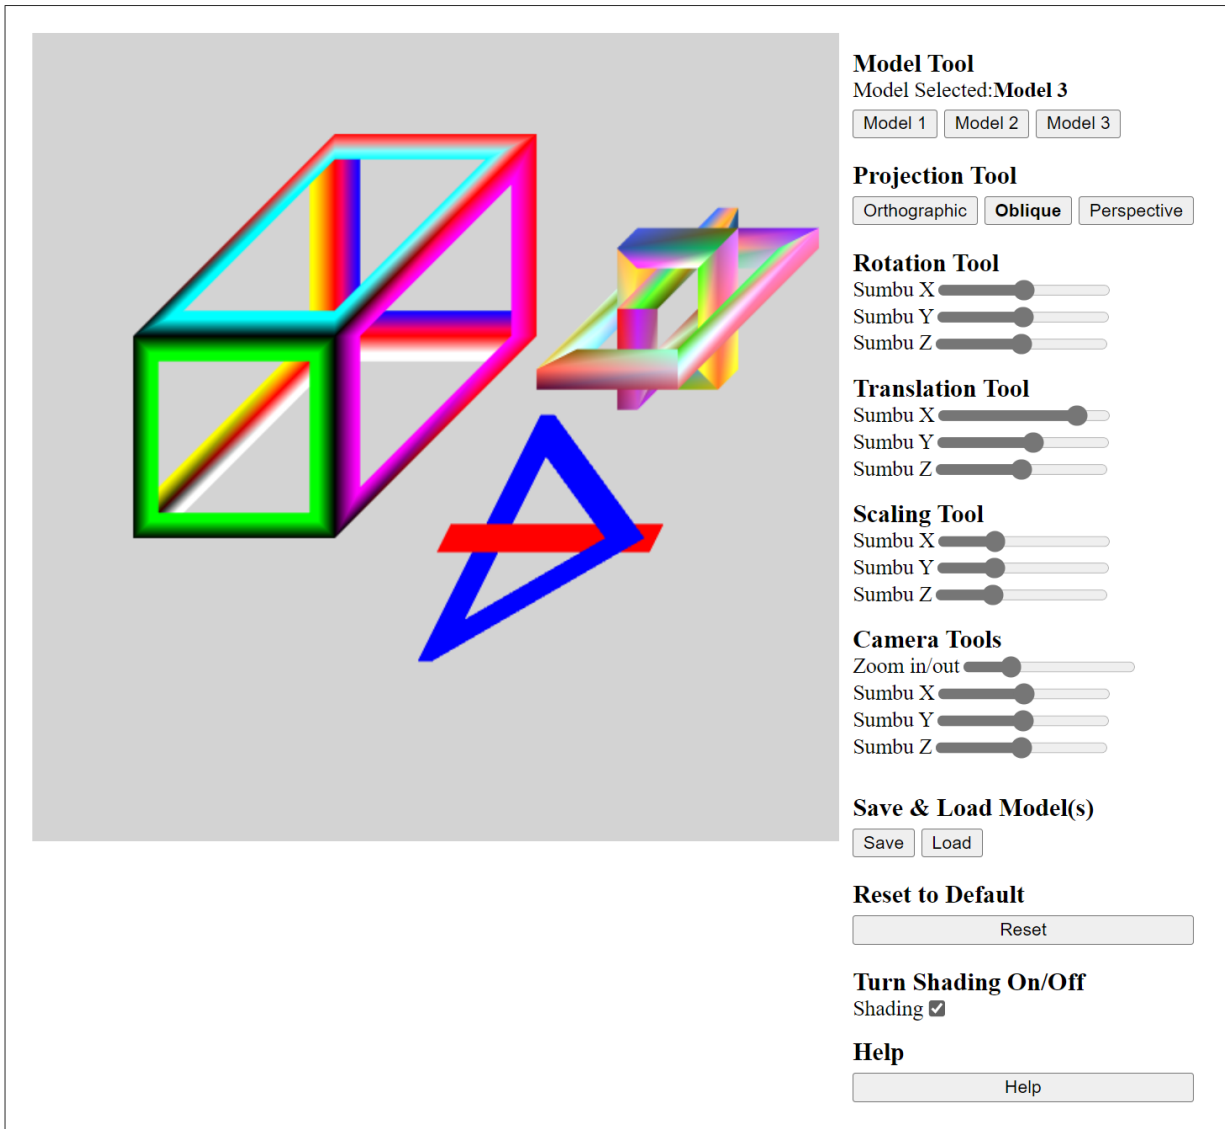 Model Tool
Model Selected:Model 3
Model 1 Model 2 Model 3
Projection Tool
Orthographic Oblique Perspective
Rotation Tool
Sumbu X
Sumbu Y
Sumbu Z
Translation Tool
Sumbu X
Sumbu Y
Sumbu Z
Scaling Tool
Sumbu X
Sumbu Y
Sumbu Z
Camera Tools
Zoom in/out
Sumbu X
Sumbu Y
Sumbu Z
Save & Load Model(s)
Save Load
Reset to Default
Reset
Turn Shading On/Off
Shading
Help
Help